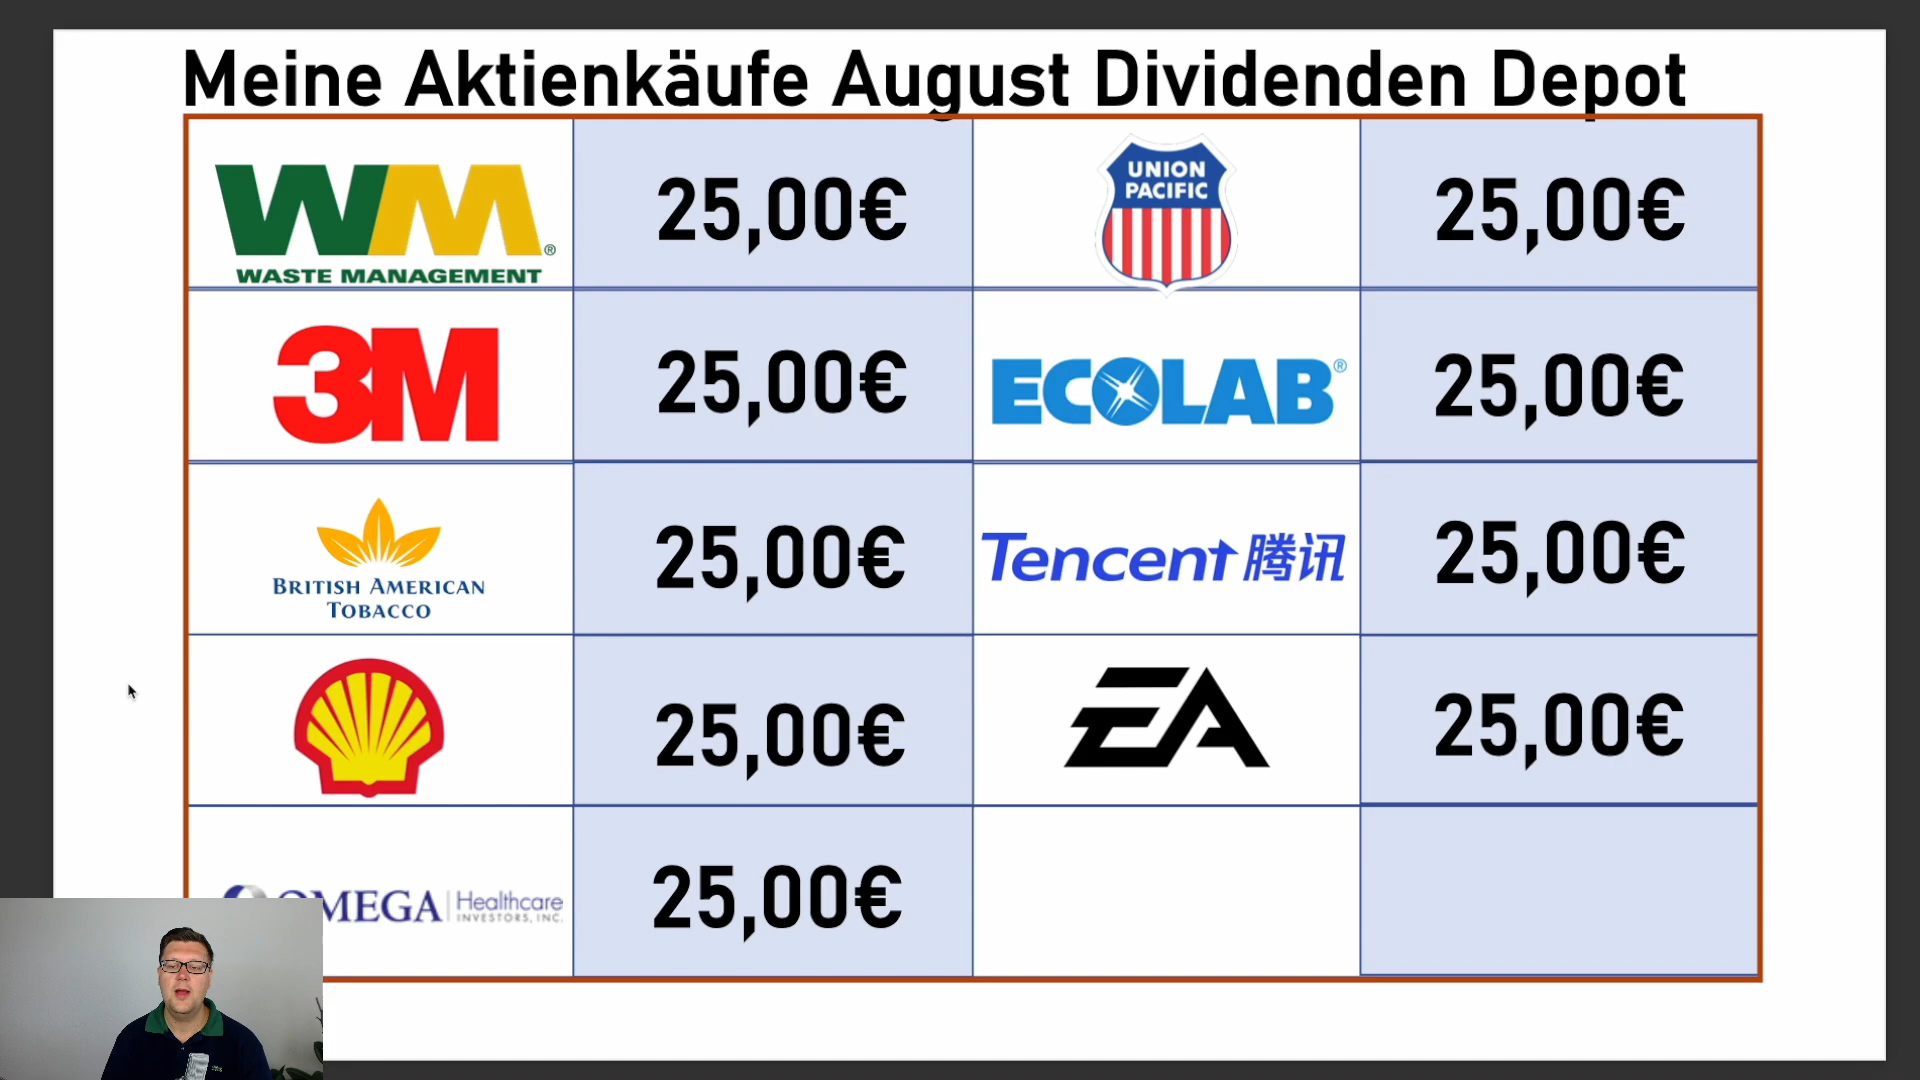 Meine Aktienkäufe August Dividenden Depot
WM®
WASTE MANAGEMENT
25,00€
UNION
PACIFIC
25,00€
3M
25,00€
ECOLAB®
25,00€
BRITISH AMERICAN
TOBACCO
25,00€
Tencent 腾讯
25,00€
25,00€
EA
25,00€
OMEGA
Healthcare
INVESTORS, INC.
25,00€